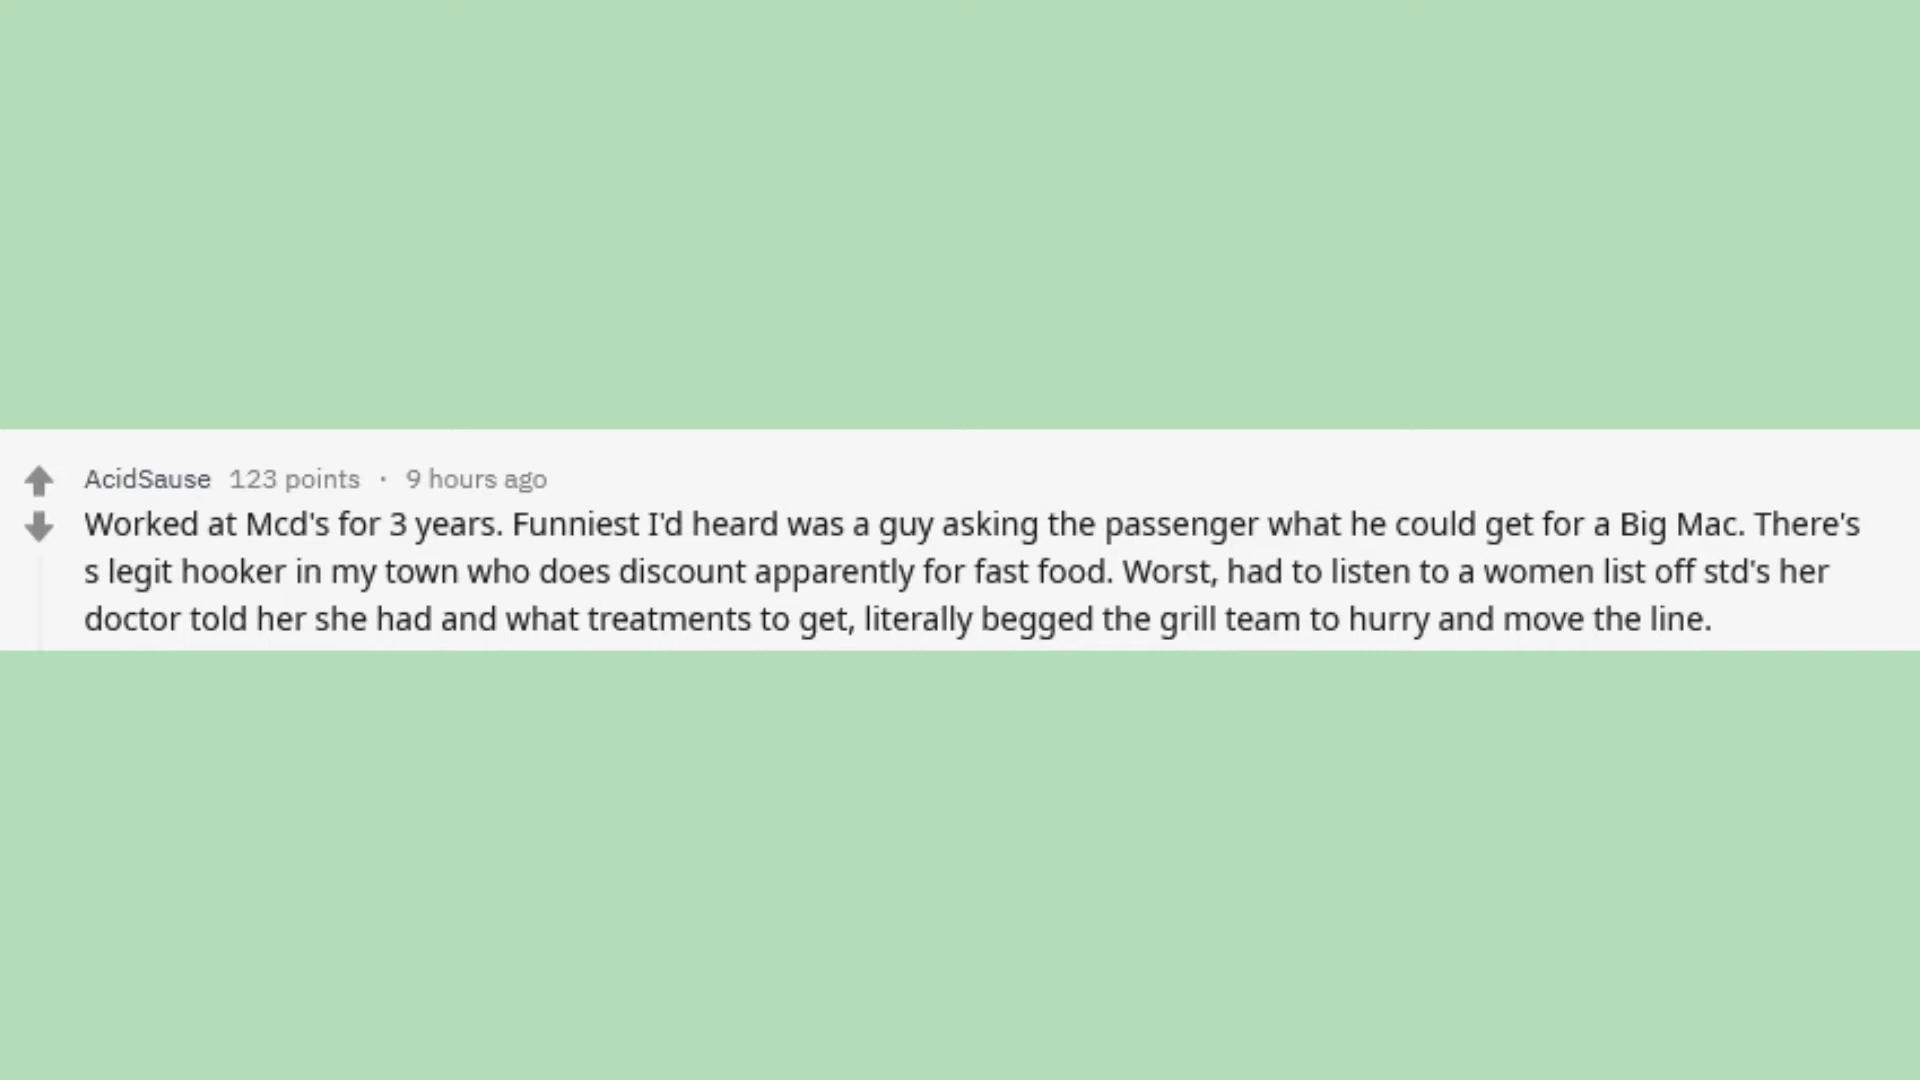 AcidSause 123 points · 9 hours ago
Worked at Mcd's for 3 years. Funniest I'd heard was a guy asking the passenger what he could get for a Big Mac. There's
s legit hooker in my town who does discount apparently for fast food. Worst, had to listen to a women list off std's her
doctor told her she had and what treatments to get, literally begged the grill team to hurry and move the line.